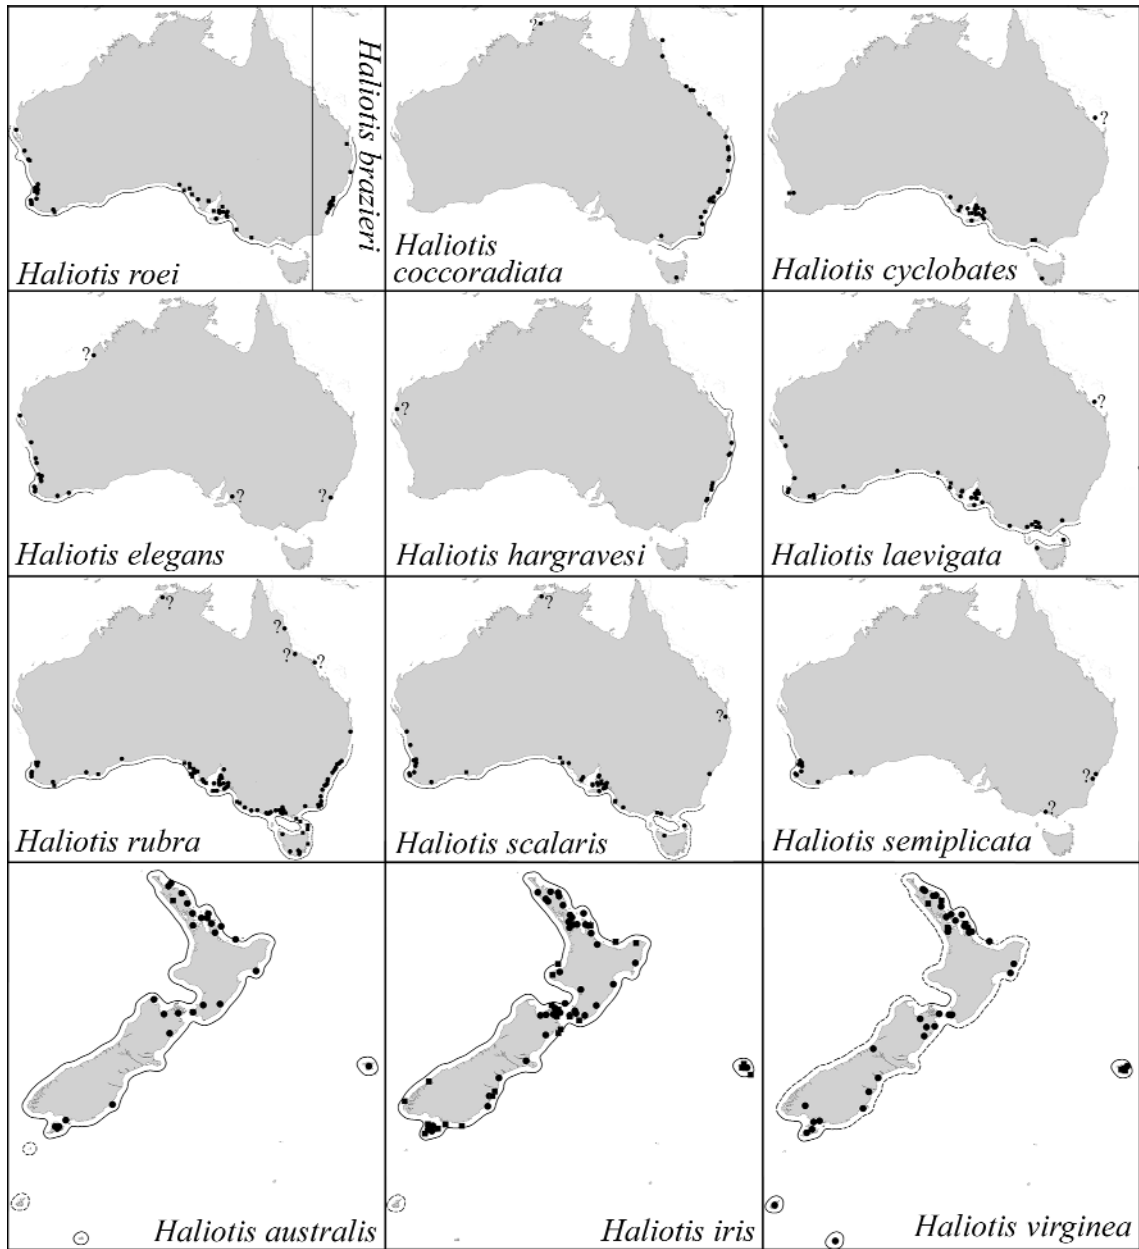 Haliotis roei
Haliotis brazieri
?
Haliotis
coccoradiata
?
Haliotis cyclobates
?
?
?
Haliotis elegans
?
Haliotis hargravesi
?
Haliotis laevigata
?
?
?
?
Haliotis rubra
?
?
Haliotis scalaris
?
?
Haliotis semiplicata
Haliotis australis
Haliotis iris
Haliotis virginea